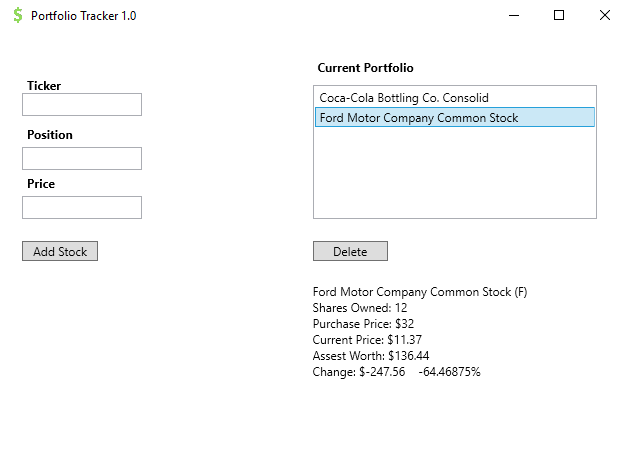 Portfolio Tracker 1.0
Ticker
Position
Price
Add Stock
Current Portfolio
Coca-Cola Bottling Co. Consolid
Ford Motor Company Common Stock
Delete
Ford Motor Company Common Stock (F)
Shares Owned: 12
Purchase Price: $32
Current Price: $11.37
Assest Worth: $136.44
Change: $-247.56 -64.46875%